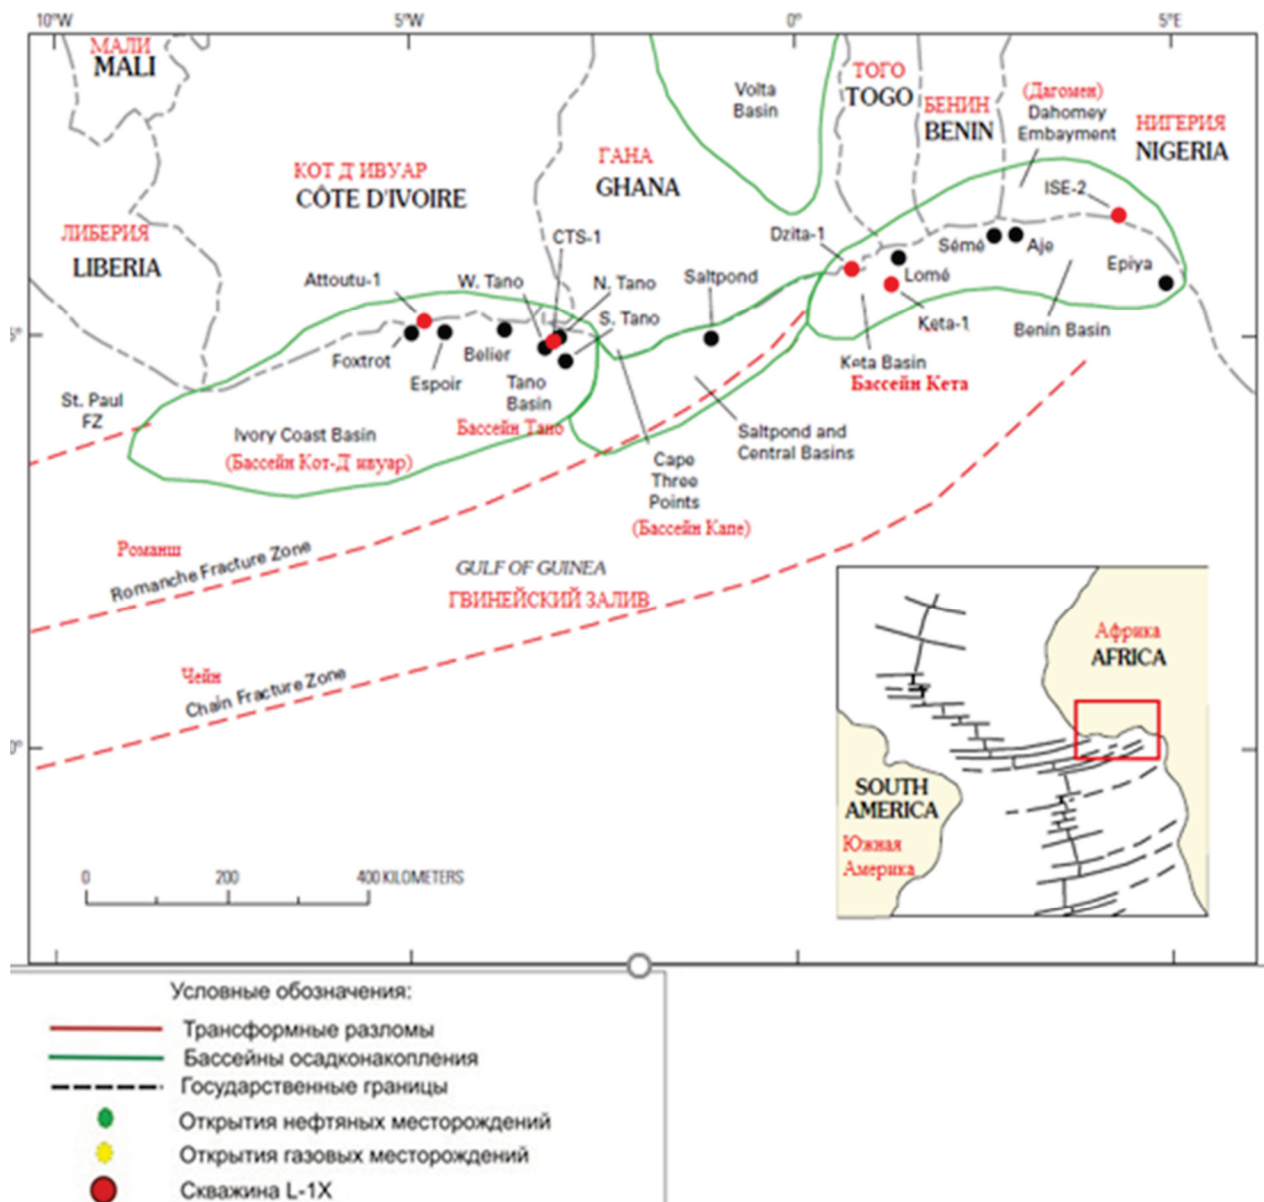 10°W
5°W
0°
5°E
МАЛИ
MALI
КОТ Д'ИВУАР
CÔTE D'IVOIRE
ЛИБЕРИЯ
LIBERIA
ГАНА
GHANA
Volta
Basin
ТОГО
TOGO
БЕНИН
BENIN
(Дагомен)
Dahomey
Embayment
НИГЕРИЯ
NIGERIA
ISE-2
Dzita-1
Sémé
Aje
Epiya
Lomé
Keta-1
Benin Basin
Keta Basin
Бассейн Кета
CTS-1
Attoutu-1
W. Tano
N. Tano
S. Tano
Saltpond
Foxtrot
Espoir
Belier
Tano
Basin
Бассейн Тано
5°
St. Paul
FZ
Ivory Coast Basin
(Бассейн Кот-Д'ивуар)
Saltpond and
Central Basins
Cape
Three
Points
(Бассейн Капе)
Романш
Romanche Fracture Zone
GULF OF GUINEA
ГВИНЕЙСКИЙ ЗАЛИВ
Чейн
Chain Fracture Zone
0°
Африка
AFRICA
SOUTH
AMERICA
Южная
Америка
0
200
400 KILOMETERS
Условные обозначения:
Трансформные разломы
Бассейны осадконакопления
Государственные границы
Открытия нефтяных месторождений
Открытия газовых месторождений
Скважина L-1X